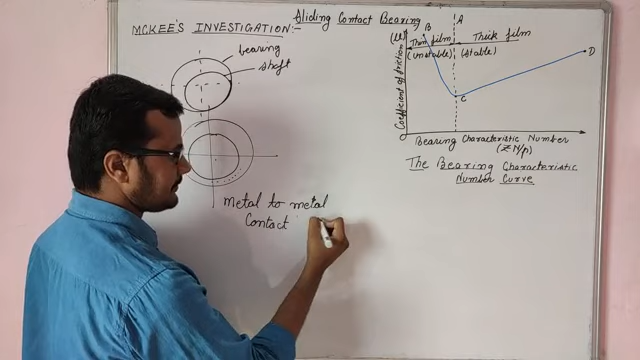 Sliding Contact Bearing
MCKEE'S INVESTIGATION:-
bearing
shaft
metal to metal
Contact
(μ)
Coefficient of friction
B
A
Thin film
(unstable)
Thick film
(stable)
C
D
Bearing Characteristic Number
(ZN/p)
The Bearing Characteristic
Number Curve